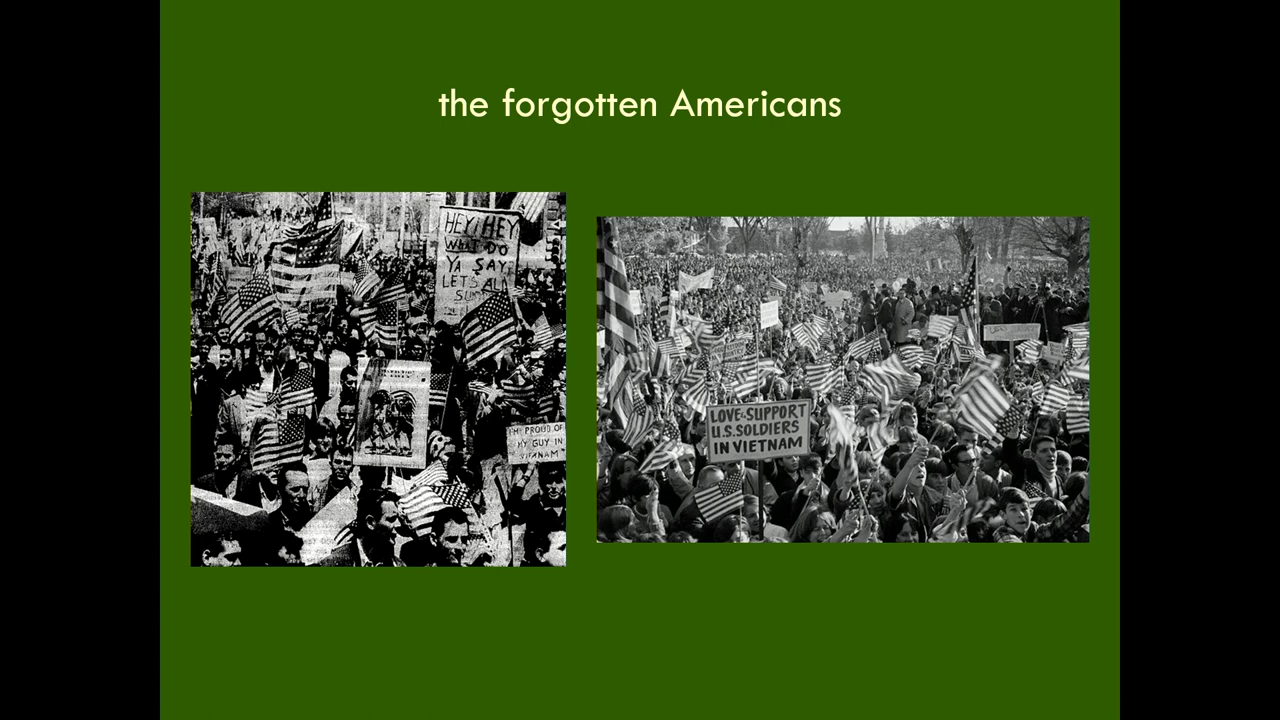 the forgotten Americans
HEY! HEY
WHAT DO
YA SAY
LET'S ALL
PROUD OF
MY GUY IN
VIETNAM
LOVE & SUPPORT
U.S. SOLDIERS
IN VIETNAM